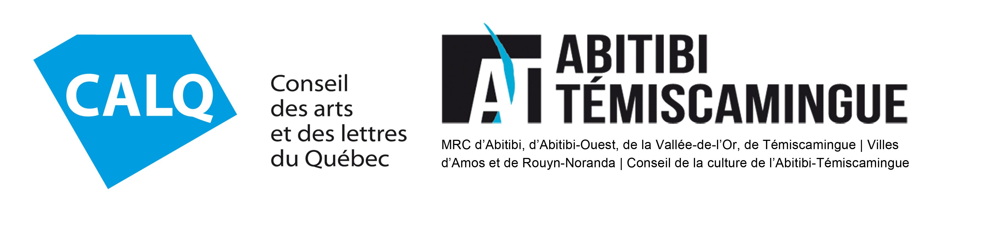 CALQ
Conseil
des arts
et des lettres
du Québec
AT
ABITIBI
TÉMISCAMINGUE
MRC d’Abitibi, d’Abitibi-Ouest, de la Vallée-de-l’Or, de Témiscamingue | Villes
d’Amos et de Rouyn-Noranda | Conseil de la culture de l’Abitibi-Témiscamingue